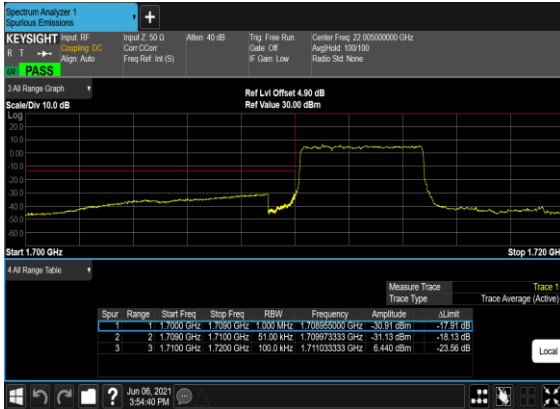 Spectrum Analyzer 1
Spurious Emissions
+
KEYSIGHT Input: RF Input Z: 50 Ω Atten: 40 dB Trig: Free Run Center Freq: 22.005000000 GHz
R T Coupling: DC Corr CCorr Gate: Off Avg|Hold: 100/100
Align: Auto Freq Ref: Int (S) IF Gain: Low Radio Std: None
PASS
3 All Range Graph Ref Lvl Offset 4.90 dB
Scale/Div 10.0 dB Ref Value 30.00 dBm
Log
20.0
10.0
0.00
-10.0
-20.0
-30.0
-40.0
-50.0
-60.0
Start 1.700 GHz Stop 1.720 GH
4 All Range Table
Measure Trace Trace 1
Trace Type Trace Average (Active)
Spur Range Start Freq Stop Freq RBW Frequency Amplitude ΔLimit
1 1 1.7000 GHz 1.7090 GHz 1.000 MHz 1.708955000 GHz -30.91 dBm -17.91 dB
2 2 1.7090 GHz 1.7100 GHz 51.00 kHz 1.709973333 GHz -31.13 dBm -18.13 dB
3 3 1.7100 GHz 1.7200 GHz 100.0 kHz 1.711033333 GHz 6.440 dBm -23.56 dB
Local
?
Jun 06, 2021
3:54:40 PM